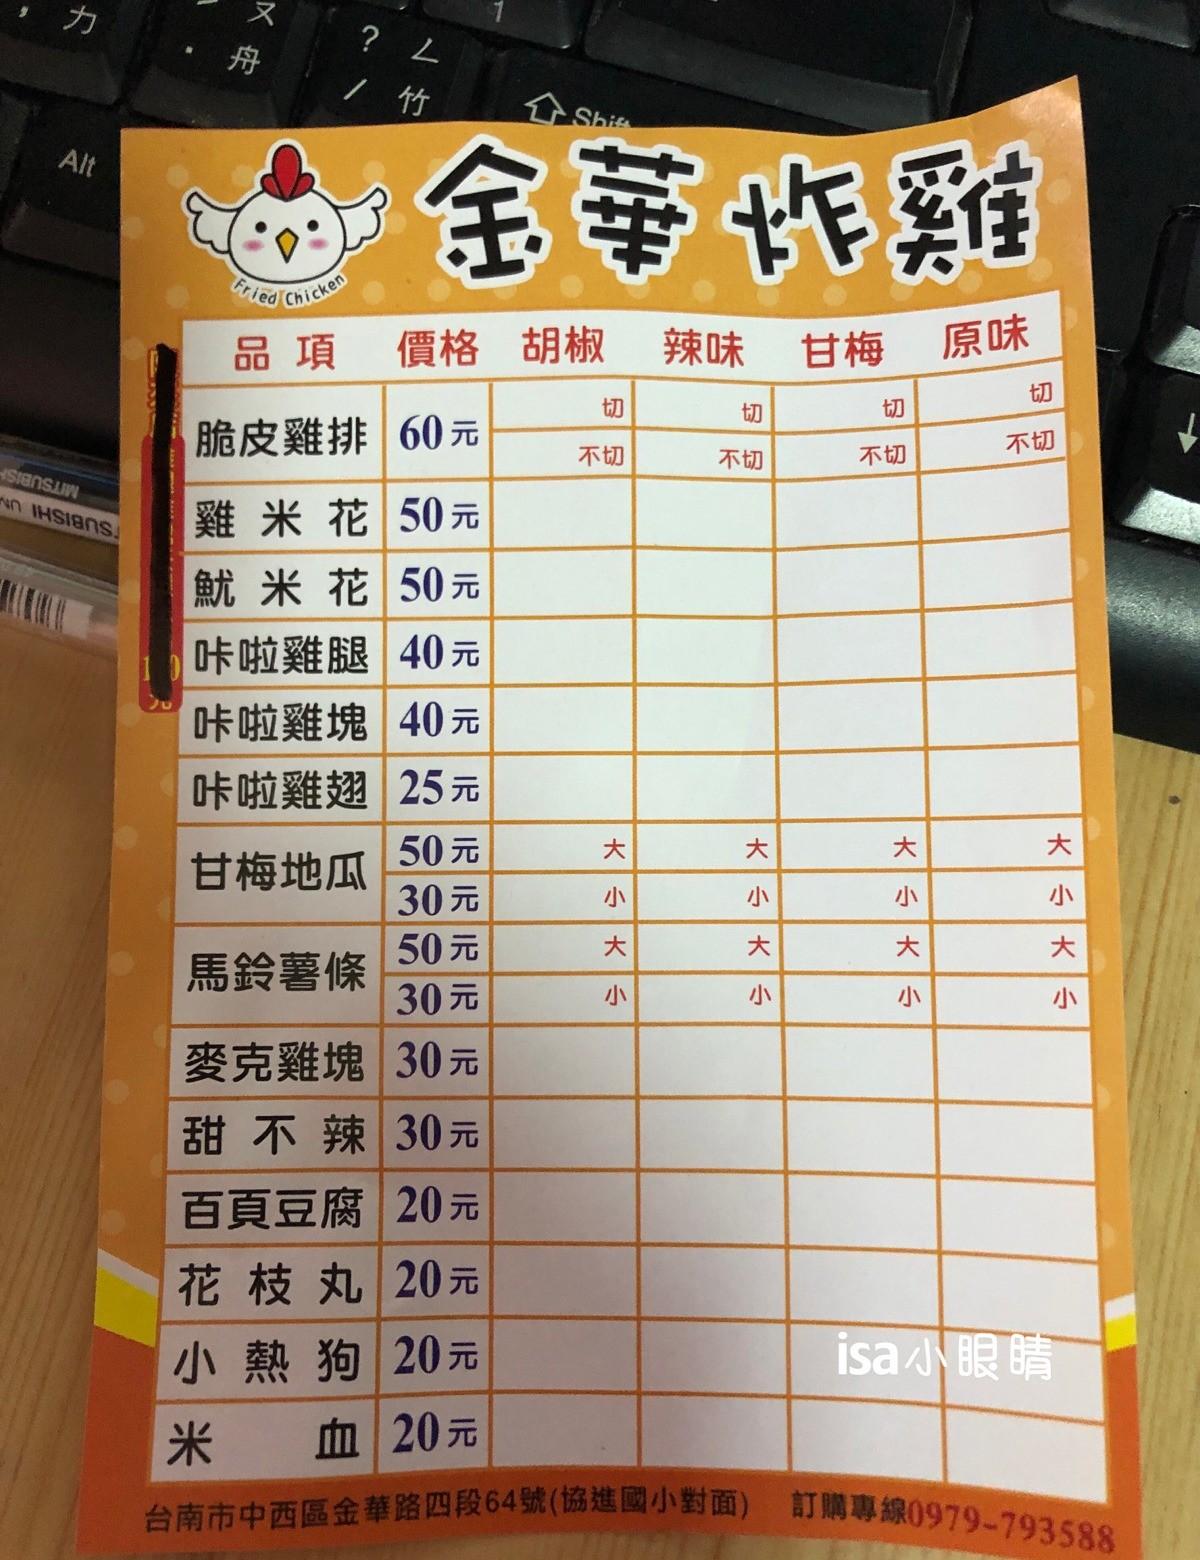 力
ㄡ
舟
?
ㄥ
/
竹
1
Shift
Alt
金華炸雞
Fried Chicken
品項 價格 胡椒 辣味 甘梅 原味
脆皮雞排 60元 切 切 切 切
不切 不切 不切 不切
雞米花 50元
魷米花 50元
咔啦雞腿 40元
咔啦雞塊 40元
咔啦雞翅 25元
甘梅地瓜 50元 大 大 大 大
30元 小 小 小 小
馬鈴薯條 50元 大 大 大 大
30元 小 小 小 小
麥克雞塊 30元
甜不辣 30元
百頁豆腐 20元
花枝丸 20元
小熱狗 20元
米血 20元
isa小眼睛
台南市中西區金華路四段64號(協進國小對面) 訂購專線0979-793588
MITSUBISHI